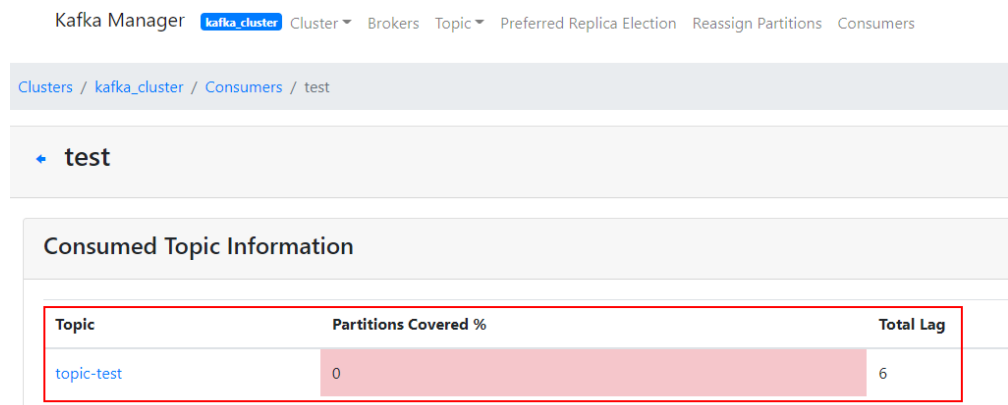 Kafka Manager kafka_cluster Cluster Brokers Topic Preferred Replica Election Reassign Partitions Consumers
Clusters / kafka_cluster / Consumers / test
test
Consumed Topic Information
Topic Partitions Covered % Total Lag
topic-test 0 6